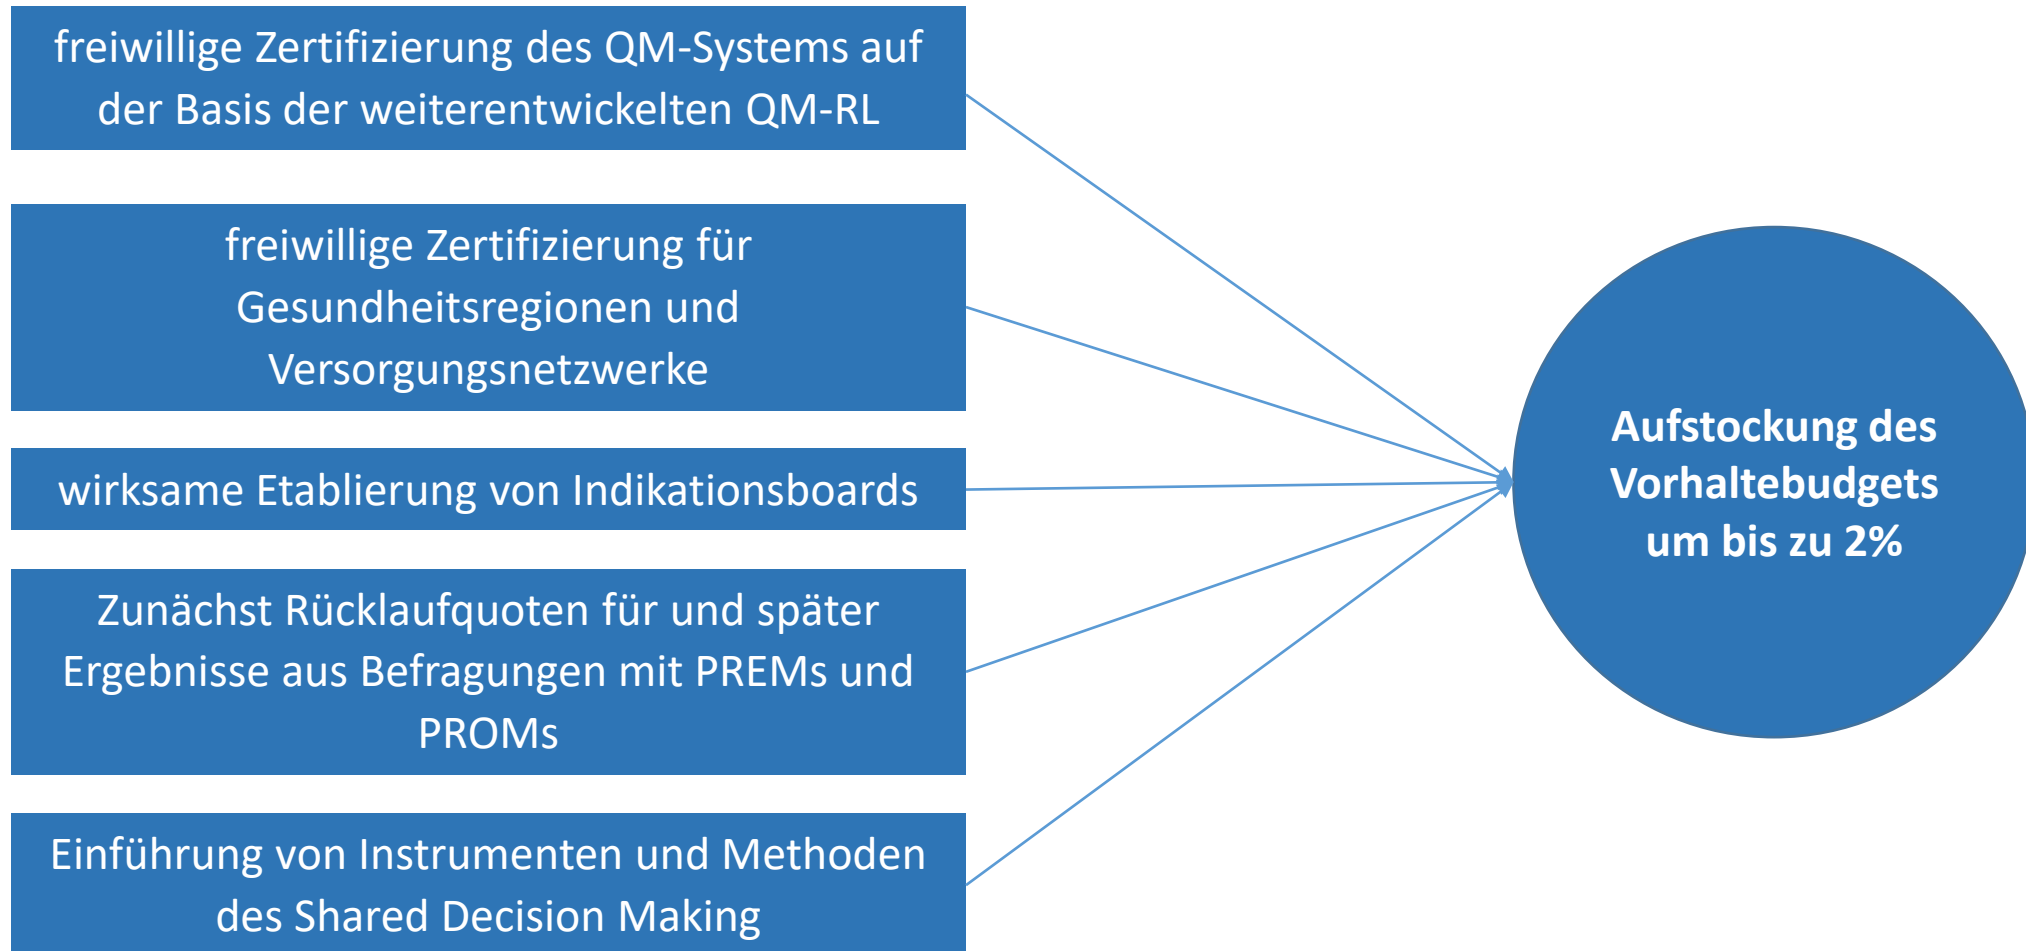 freiwillige Zertifizierung des QM-Systems auf
der Basis der weiterentwickelten QM-RL
freiwillige Zertifizierung für
Gesundheitsregionen und
Versorgungsnetzwerke
wirksame Etablierung von Indikationsboards
Zunächst Rücklaufquoten für und später
Ergebnisse aus Befragungen mit PREMs und
PROMs
Einführung von Instrumenten und Methoden
des Shared Decision Making
Aufstockung des
Vorhaltebudgets
um bis zu 2%